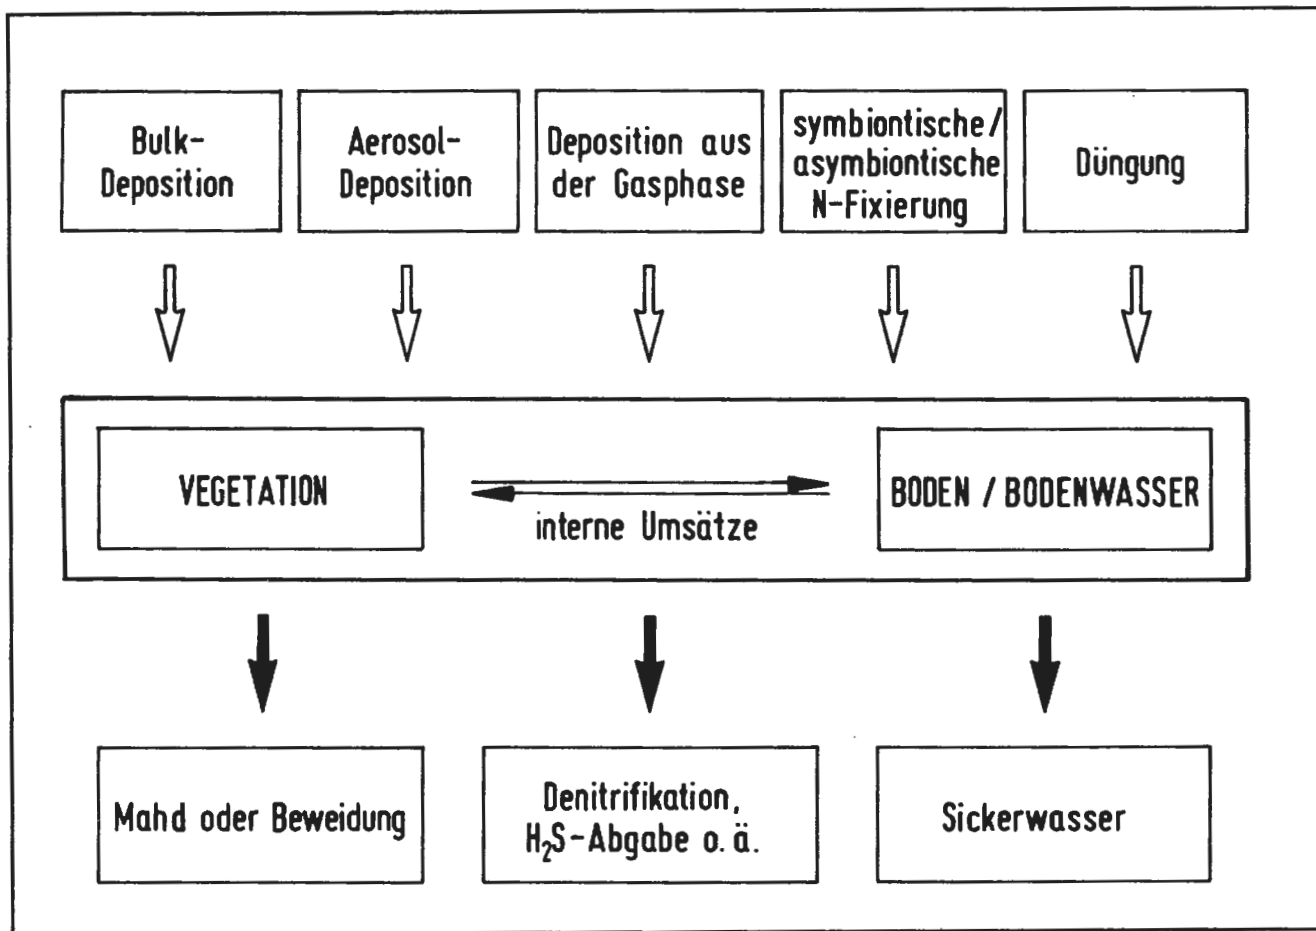 Bulk-
Deposition
Aerosol-
Deposition
Deposition aus
der Gasphase
symbiontische/
asymbiontische
N-Fixierung
Düngung
VEGETATION
interne Umsätze
BODEN / BODENWASSER
Mahd oder Beweidung
Denitrifikation,
H₂S-Abgabe o. ä.
Sickerwasser